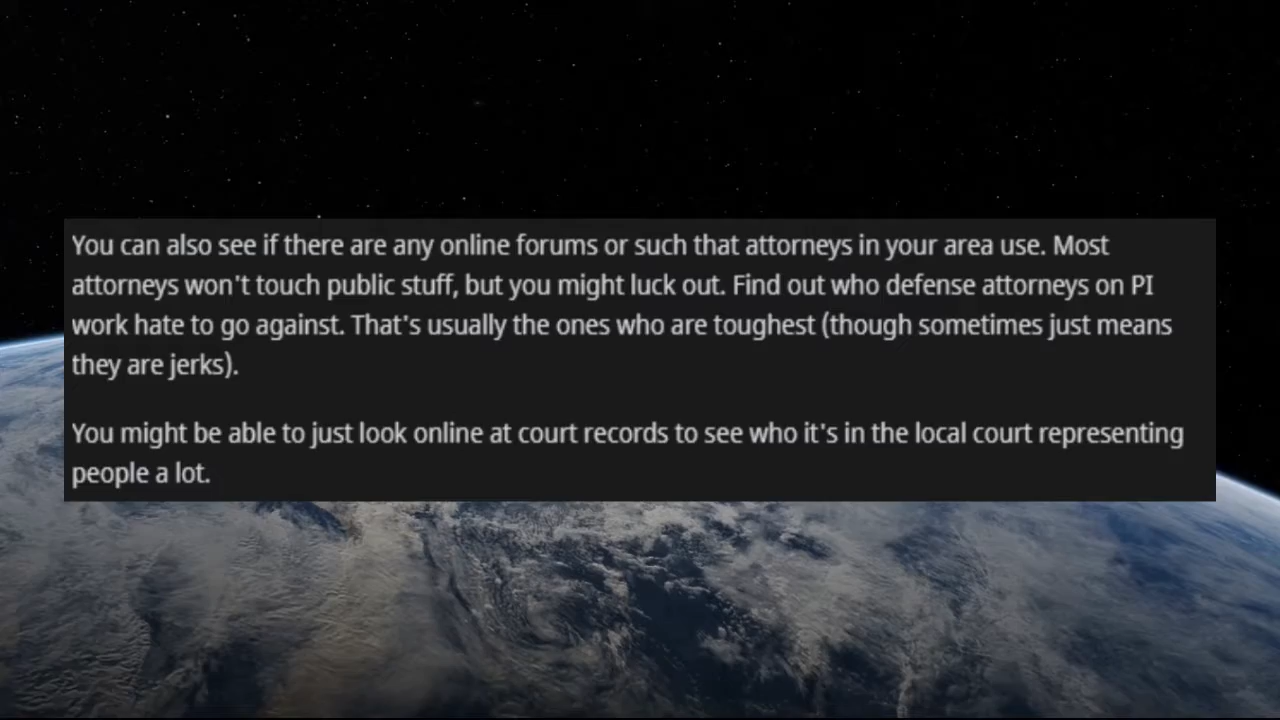 You can also see if there are any online forums or such that attorneys in your area use. Most
attorneys won't touch public stuff, but you might luck out. Find out who defense attorneys on PI
work hate to go against. That's usually the ones who are toughest (though sometimes just means
they are jerks).
You might be able to just look online at court records to see who it's in the local court representing
people a lot.